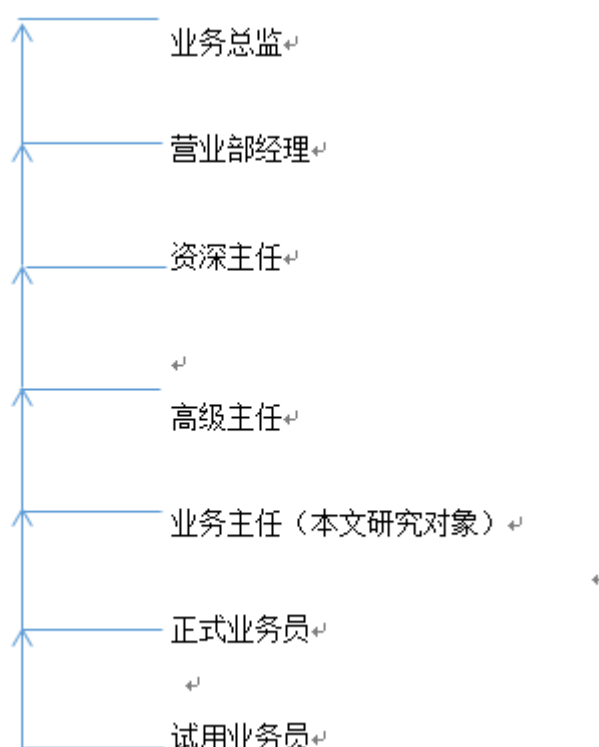 业务总监
营业部经理
资深主任
高级主任
业务主任（本文研究对象）
正式业务员
试用业务员